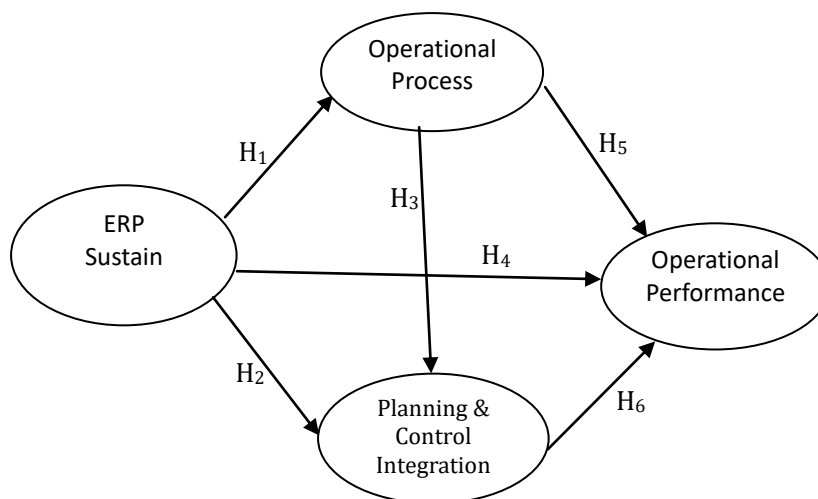 Operational
Process
H₁
H₅
H₃
ERP
Sustain
H₄
Operational
Performance
H₂
Planning &
Control
Integration
H₆